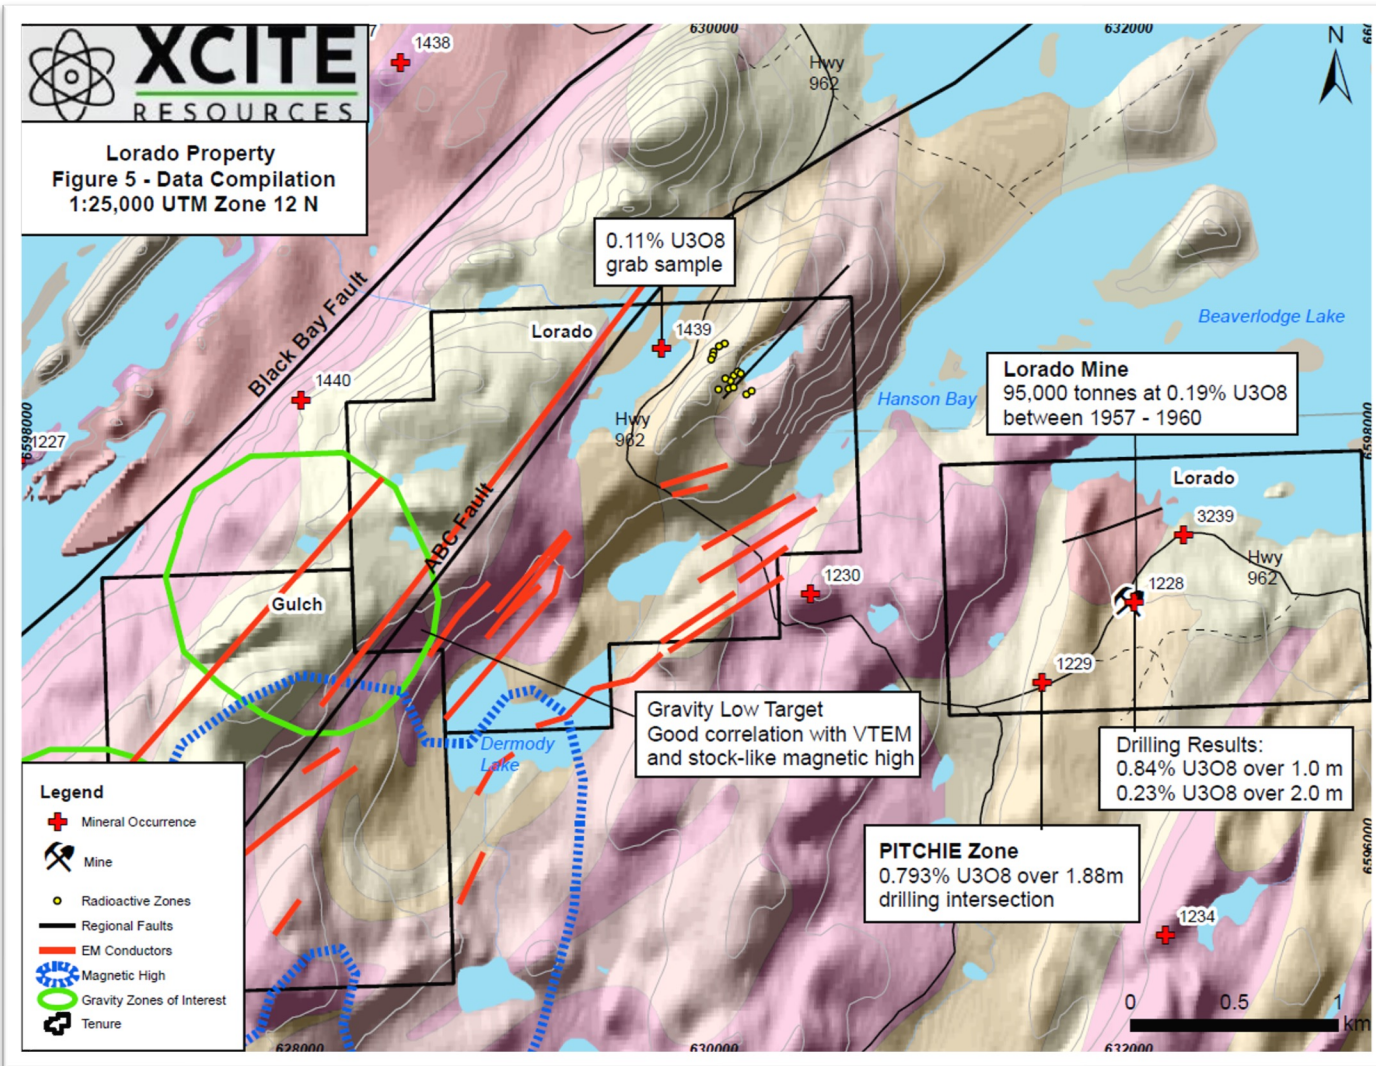 XCITE
RESOURCES
Lorado Property
Figure 5 - Data Compilation
1:25,000 UTM Zone 12 N
7
1438
630000
632000
Hwy
962
N
0.11% U3O8
grab sample
Black Bay Fault
Lorado
1439
Beaverlodge Lake
1440
Hanson Bay
Hwy
962
Lorado Mine
95,000 tonnes at 0.19% U3O8
between 1957 - 1960
6598000
1227
6598000
ABC Fault
Lorado
3239
Hwy
962
1230
1228
Gulch
1229
Gravity Low Target
Good correlation with VTEM
and stock-like magnetic high
Dermody
Lake
Drilling Results:
0.84% U3O8 over 1.0 m
0.23% U3O8 over 2.0 m
PITCHIE Zone
0.793% U3O8 over 1.88m
drilling intersection
6596000
1234
Legend
Mineral Occurrence
Mine
Radioactive Zones
Regional Faults
EM Conductors
Magnetic High
Gravity Zones of Interest
Tenure
0 0.5 1
km
628000
630000
632000